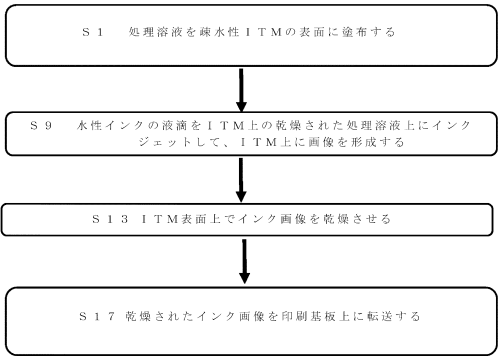 Ｓ１　処理溶液を疎水性ＩＴＭの表面に塗布する
Ｓ９　水性インクの液滴をＩＴＭ上の乾燥された処理溶液上にインク
ジェットして、ＩＴＭ上に画像を形成する
Ｓ１３ ＩＴＭ表面上でインク画像を乾燥させる
Ｓ１７ 乾燥されたインク画像を印刷基板上に転送する